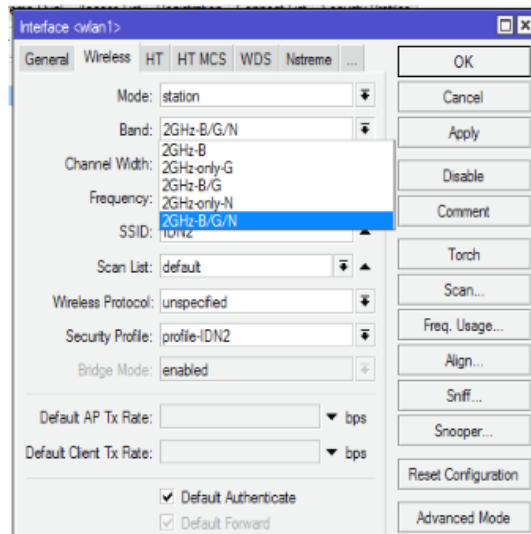 Interface <wlan1>
General Wireless HT HT MCS WDS Nstreme ...
Mode: station
Band: 2GHz-B/G/N
2GHz-B
2GHz-only-G
2GHz-B/G
2GHz-only-N
2GHz-B/G/N
Channel Width:
Frequency:
SSID: IDN2
Scan List: default
Wireless Protocol: unspecified
Security Profile: profile-IDN2
Bridge Mode: enabled
Default AP Tx Rate: bps
Default Client Tx Rate: bps
Default Authenticate
Default Forward
OK
Cancel
Apply
Disable
Comment
Torch
Scan...
Freq. Usage...
Align...
Sniff...
Snooper...
Reset Configuration
Advanced Mode